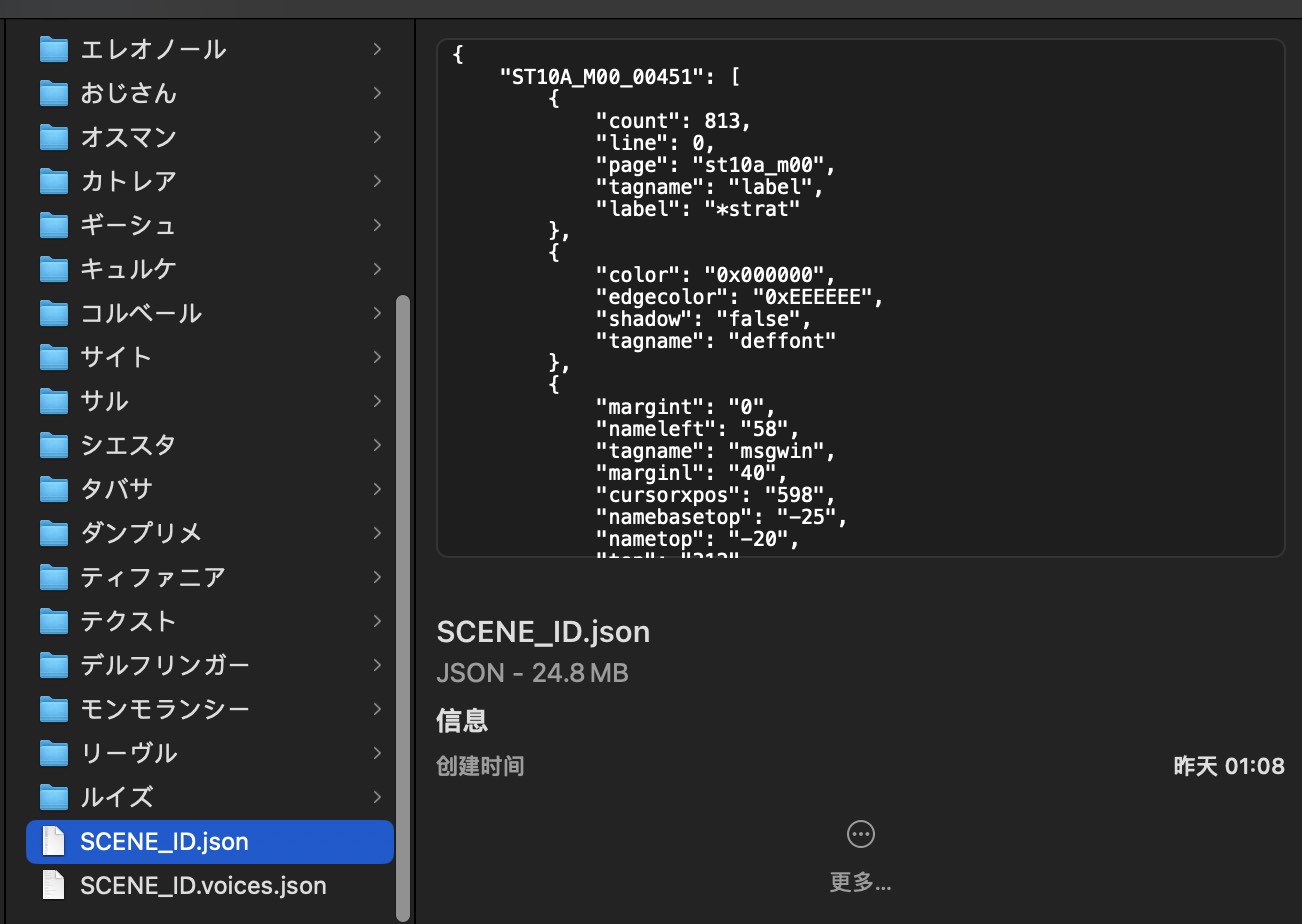 エレオノール
おじさん
オスマン
カトレア
ギーシュ
キュルケ
コルベール
サイト
サル
シエスタ
タバサ
ダンプリメ
ティファニア
テクスト
デルフリンガー
モンモランシー
リーヴル
ルイズ
SCENE_ID.json
SCENE_ID.voices.json
{
"ST10A_M00_00451": [
{
"count": 813,
"line": 0,
"page": "st10a_m00",
"tagname": "label",
"label": "*strat"
},
{
"color": "0x000000",
"edgecolor": "0xEEEEEE",
"shadow": "false",
"tagname": "deffont"
},
{
"margint": "0",
"nameleft": "58",
"tagname": "msgwin",
"marginl": "40",
"cursorxpos": "598",
"namebasetop": "-25",
"nametop": "-20",
SCENE_ID.json
JSON - 24.8 MB
信息
创建时间
昨天 01:08
更多...